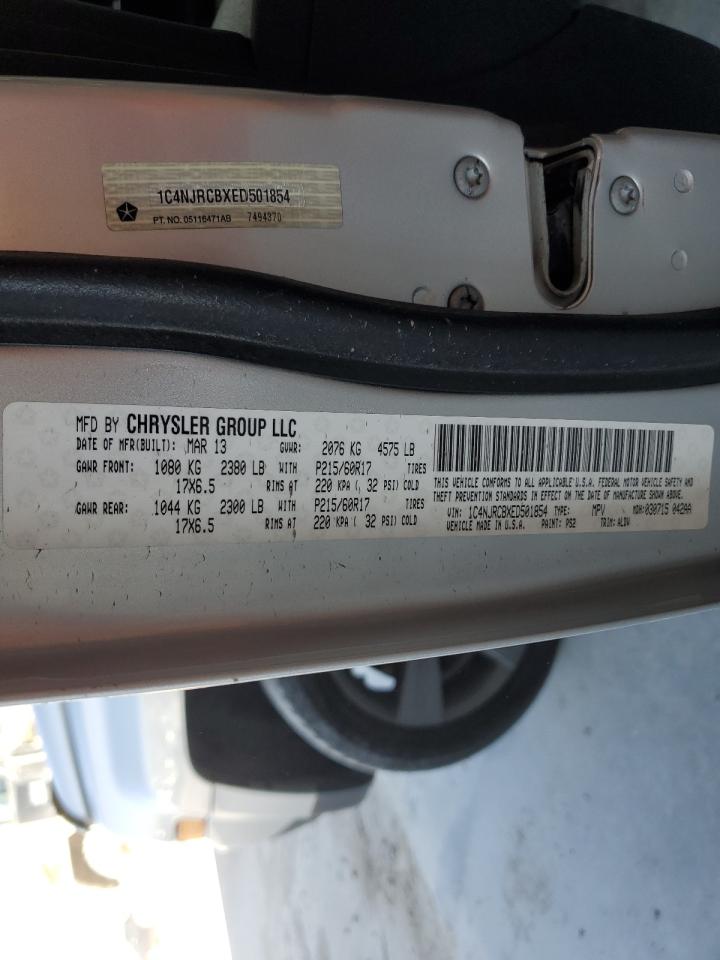 1C4NJRCBXED501854
PT. NO. 05116471AB 7494370
MFD BY CHRYSLER GROUP LLC
DATE OF MFR(BUILT): MAR 13 GVWR: 2076 KG 4575 LB
GAWR FRONT: 1080 KG 2380 LB WITH P215/60R17 TIRES
17X6.5 RIMS AT 220 KPA ( 32 PSI) COLD
GAWR REAR: 1044 KG 2300 LB WITH P215/60R17 TIRES
17X6.5 RIMS AT 220 KPA ( 32 PSI) COLD
THIS VEHICLE CONFORMS TO ALL APPLICABLE U.S.A. FEDERAL MOTOR VEHICLE SAFETY AND
THEFT PREVENTION STANDARDS IN EFFECT ON THE DATE OF MANUFACTURE SHOWN ABOVE.
VIN: 1C4NJRCBXED501854 TYPE: MPV MDH:030715 042AA
VEHICLE MADE IN U.S.A. PAINT: PS2 TRIM: ALDV